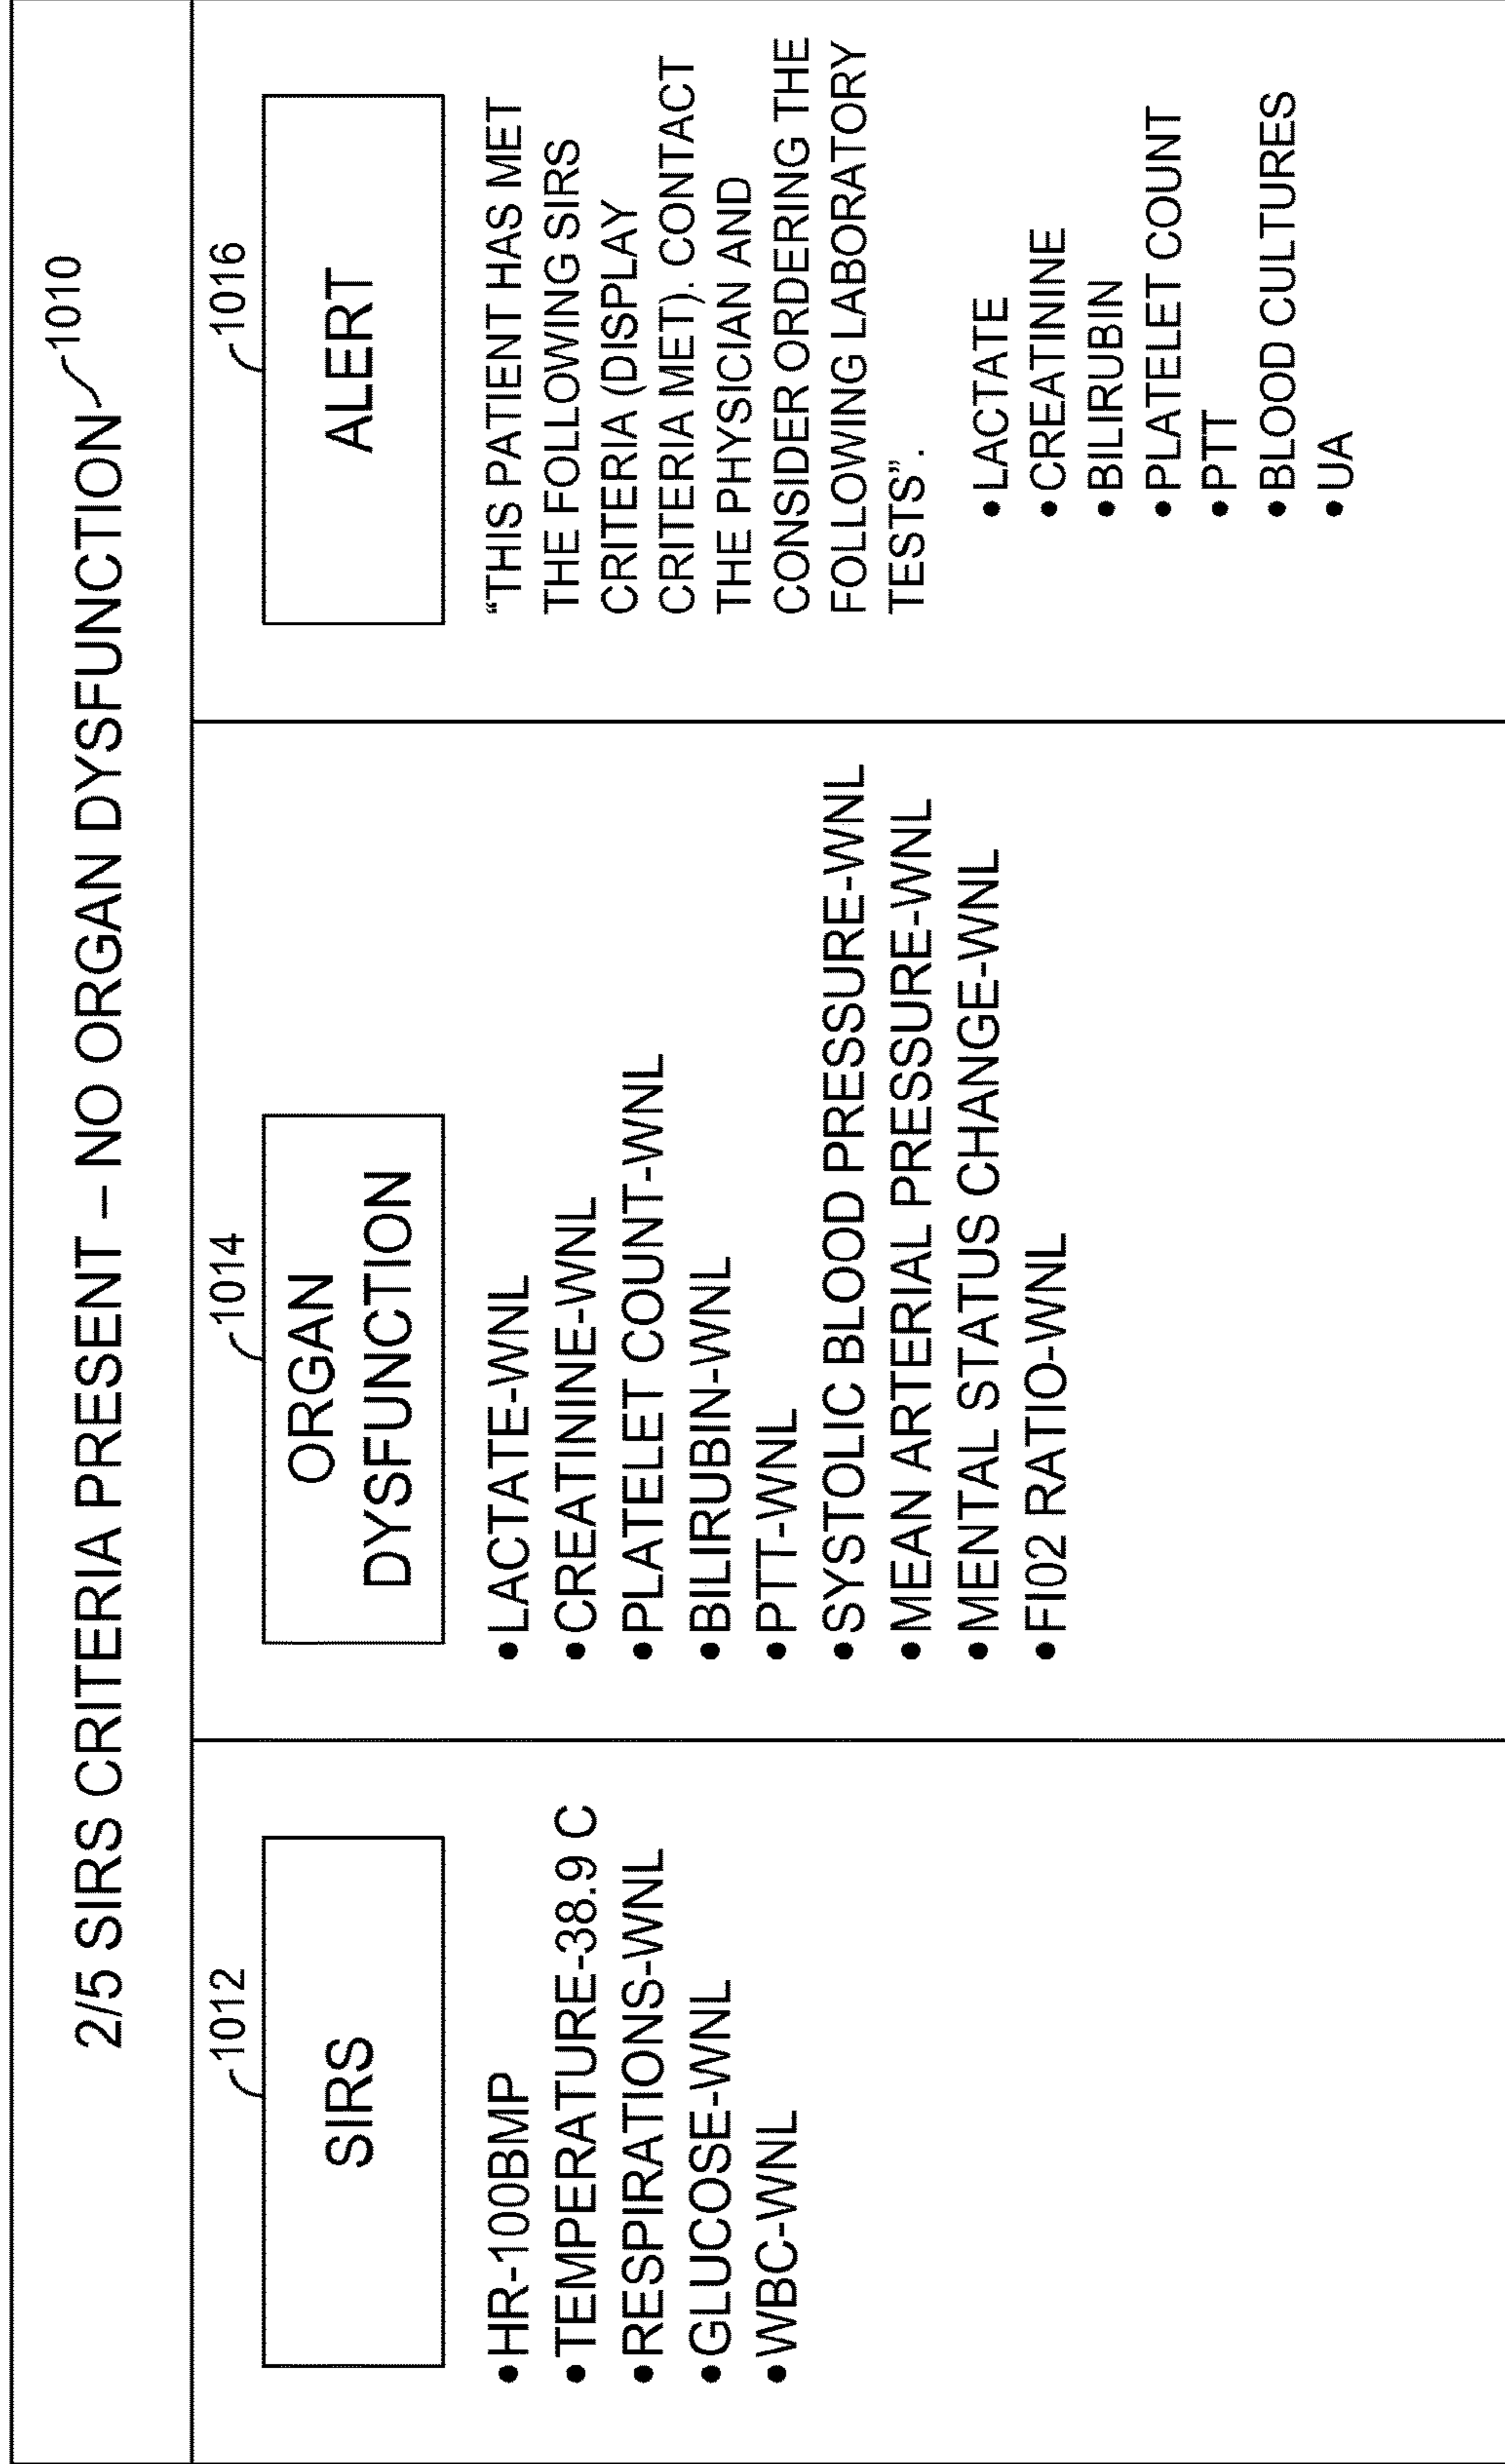 2/5 SIRS CRITERIA PRESENT – NO ORGAN DYSFUNCTION
1010
1012
SIRS
•HR-100BMP
•TEMPERATURE-38.9 C
•RESPIRATIONS-WNL
•GLUCOSE-WNL
•WBC-WNL
1014
ORGAN
DYSFUNCTION
•LACTATE-WNL
•CREATININE-WNL
•PLATELET COUNT-WNL
•BILIRUBIN-WNL
•PTT-WNL
•SYSTOLIC BLOOD PRESSURE-WNL
•MEAN ARTERIAL PRESSURE-WNL
•MENTAL STATUS CHANGE-WNL
•FI02 RATIO-WNL
1016
ALERT
“THIS PATIENT HAS MET
THE FOLLOWING SIRS
CRITERIA (DISPLAY
CRITERIA MET). CONTACT
THE PHYSICIAN AND
CONSIDER ORDERING THE
FOLLOWING LABORATORY
TESTS”.
•LACTATE
•CREATININE
•BILIRUBIN
•PLATELET COUNT
•PTT
•BLOOD CULTURES
•UA